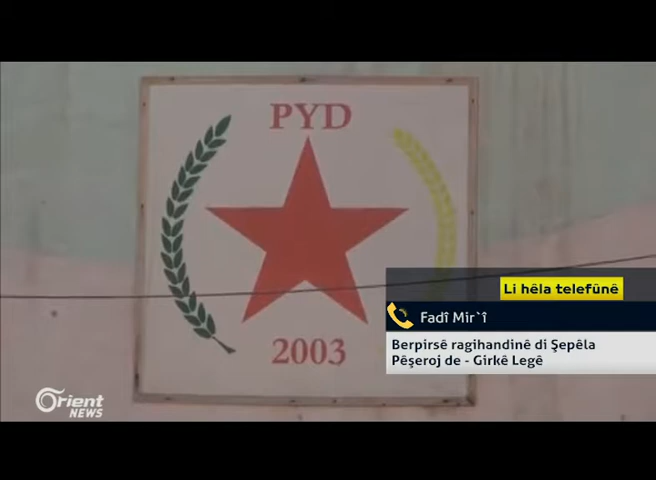 PYD
2003
Li hêla telefûnê
Fadî Mir`î
Berpirsê ragihandinê di Şepêla
Pêşeroj de - Girkê Legê
Orient
NEWS